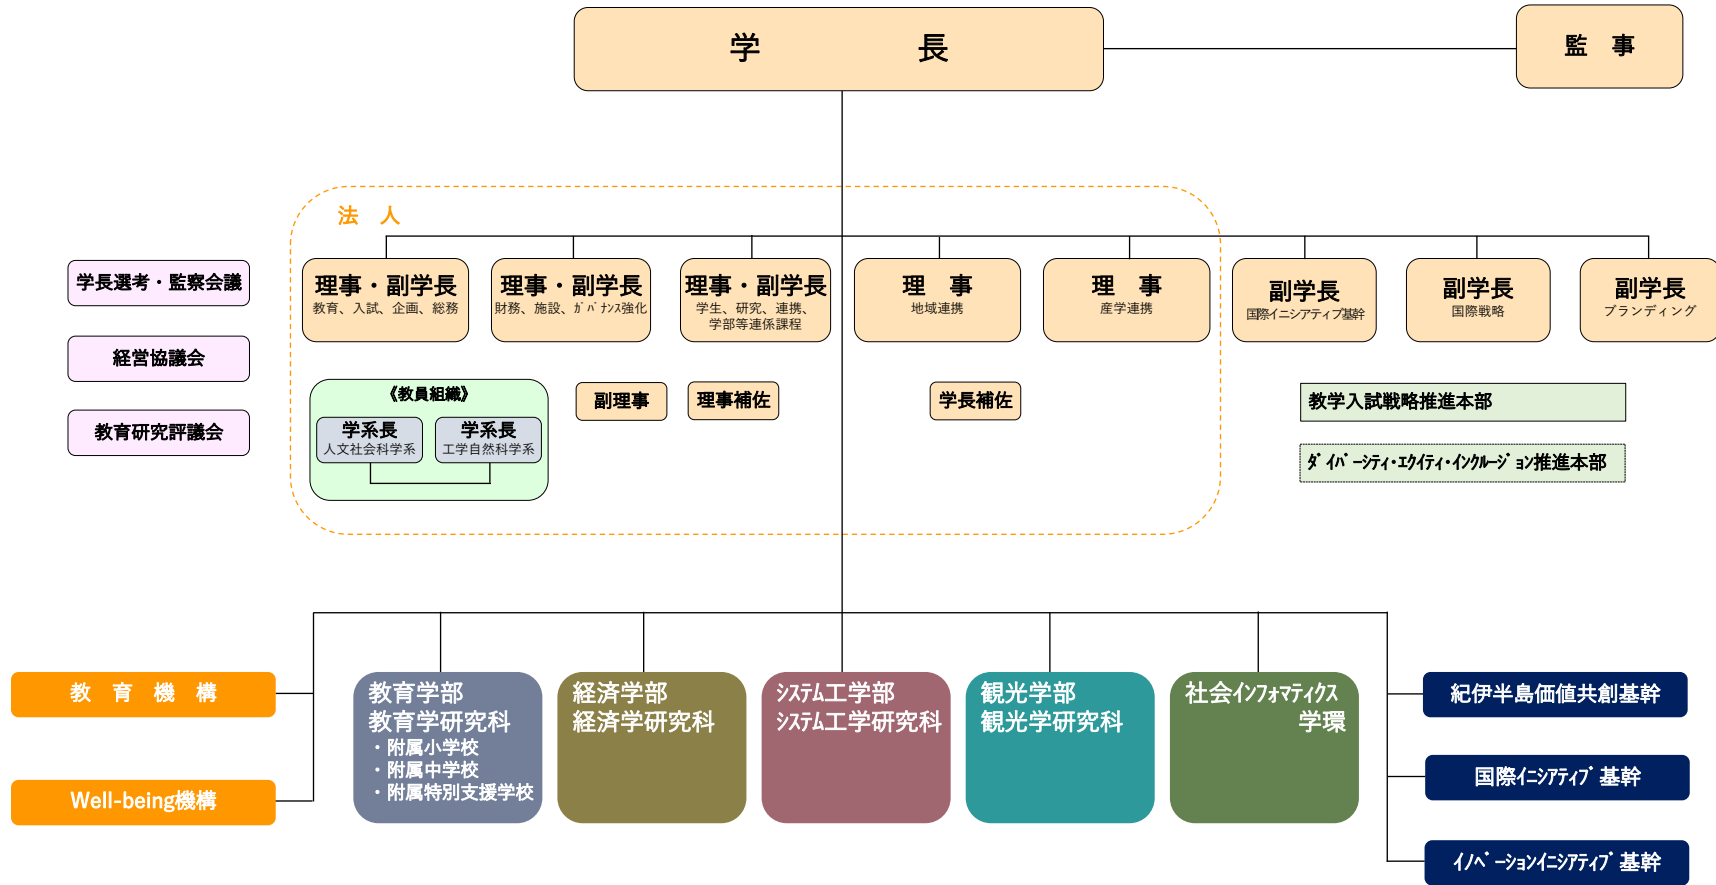 学　長
監　事
法　人
学長選考・監察会議
経営協議会
教育研究評議会
理事・副学長
教育、入試、企画、総務
理事・副学長
財務、施設、ｶﾞﾊﾞﾅﾝｽ強化
理事・副学長
学生、研究、連携、
学部等連係課程
理　事
地域連携
理　事
産学連携
副学長
国際イニシアティブ基幹
副学長
国際戦略
副学長
ブランディング
《教員組織》
学系長
人文社会科学系
学系長
工学自然科学系
副理事
理事補佐
学長補佐
教学入試戦略推進本部
ﾀﾞｲﾊﾞｰｼﾃｨ・ｴｸｲﾃｨ・ｲﾝｸﾙｰｼﾞｮﾝ推進本部
教　育　機　構
Well-being機構
教育学部
教育学研究科
・附属小学校
・附属中学校
・附属特別支援学校
経済学部
経済学研究科
ｼｽﾃﾑ工学部
ｼｽﾃﾑ工学研究科
観光学部
観光学研究科
社会ｲﾝﾌｫﾏﾃｨｸｽ
学環
紀伊半島価値共創基幹
国際ｲﾆｼｱﾃｨﾌﾞ基幹
ｲﾉﾍﾞｰｼｮﾝｲﾆｼｱﾃｨﾌﾞ基幹